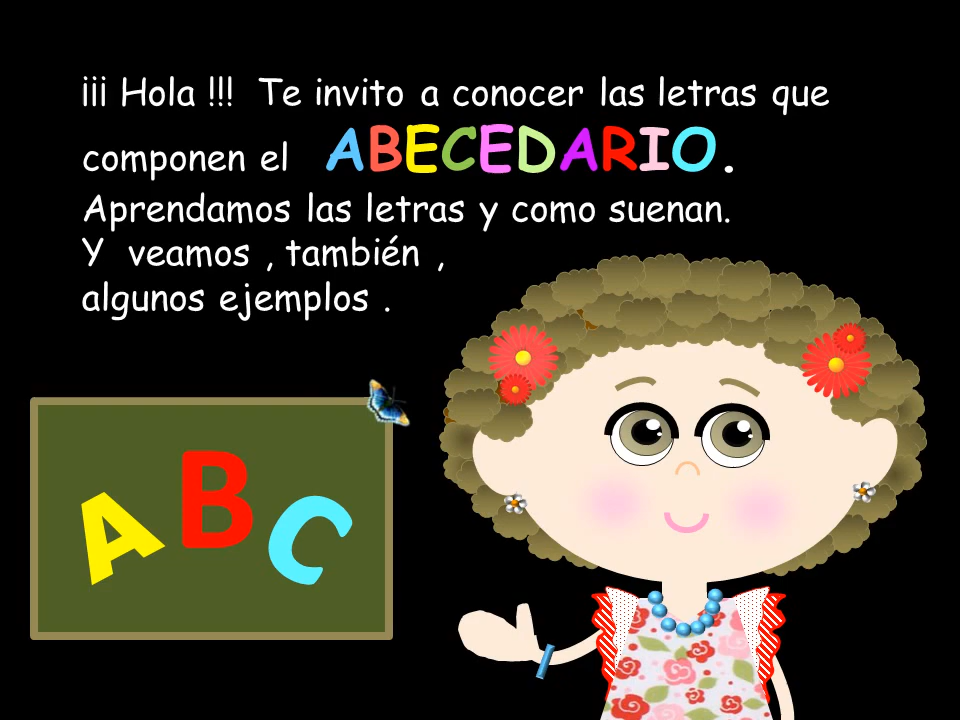 ¡¡¡ Hola !!! Te invito a conocer las letras que
componen el ABECEDARIO.
Aprendamos las letras y como suenan.
Y veamos , también ,
algunos ejemplos .
A B C